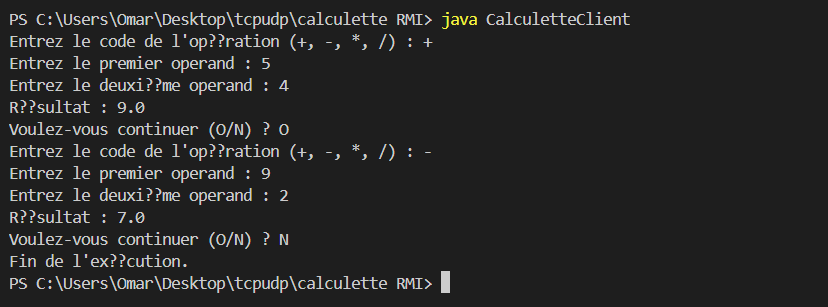 PS C:\Users\Omar\Desktop\tcpudp\calculette RMI> java CalculetteClient
Entrez le code de l'op??ration (+, -, *, /) : +
Entrez le premier operand : 5
Entrez le deuxi??me operand : 4
R??sultat : 9.0
Voulez-vous continuer (O/N) ? O
Entrez le code de l'op??ration (+, -, *, /) : -
Entrez le premier operand : 9
Entrez le deuxi??me operand : 2
R??sultat : 7.0
Voulez-vous continuer (O/N) ? N
Fin de l'ex??cution.
PS C:\Users\Omar\Desktop\tcpudp\calculette RMI>